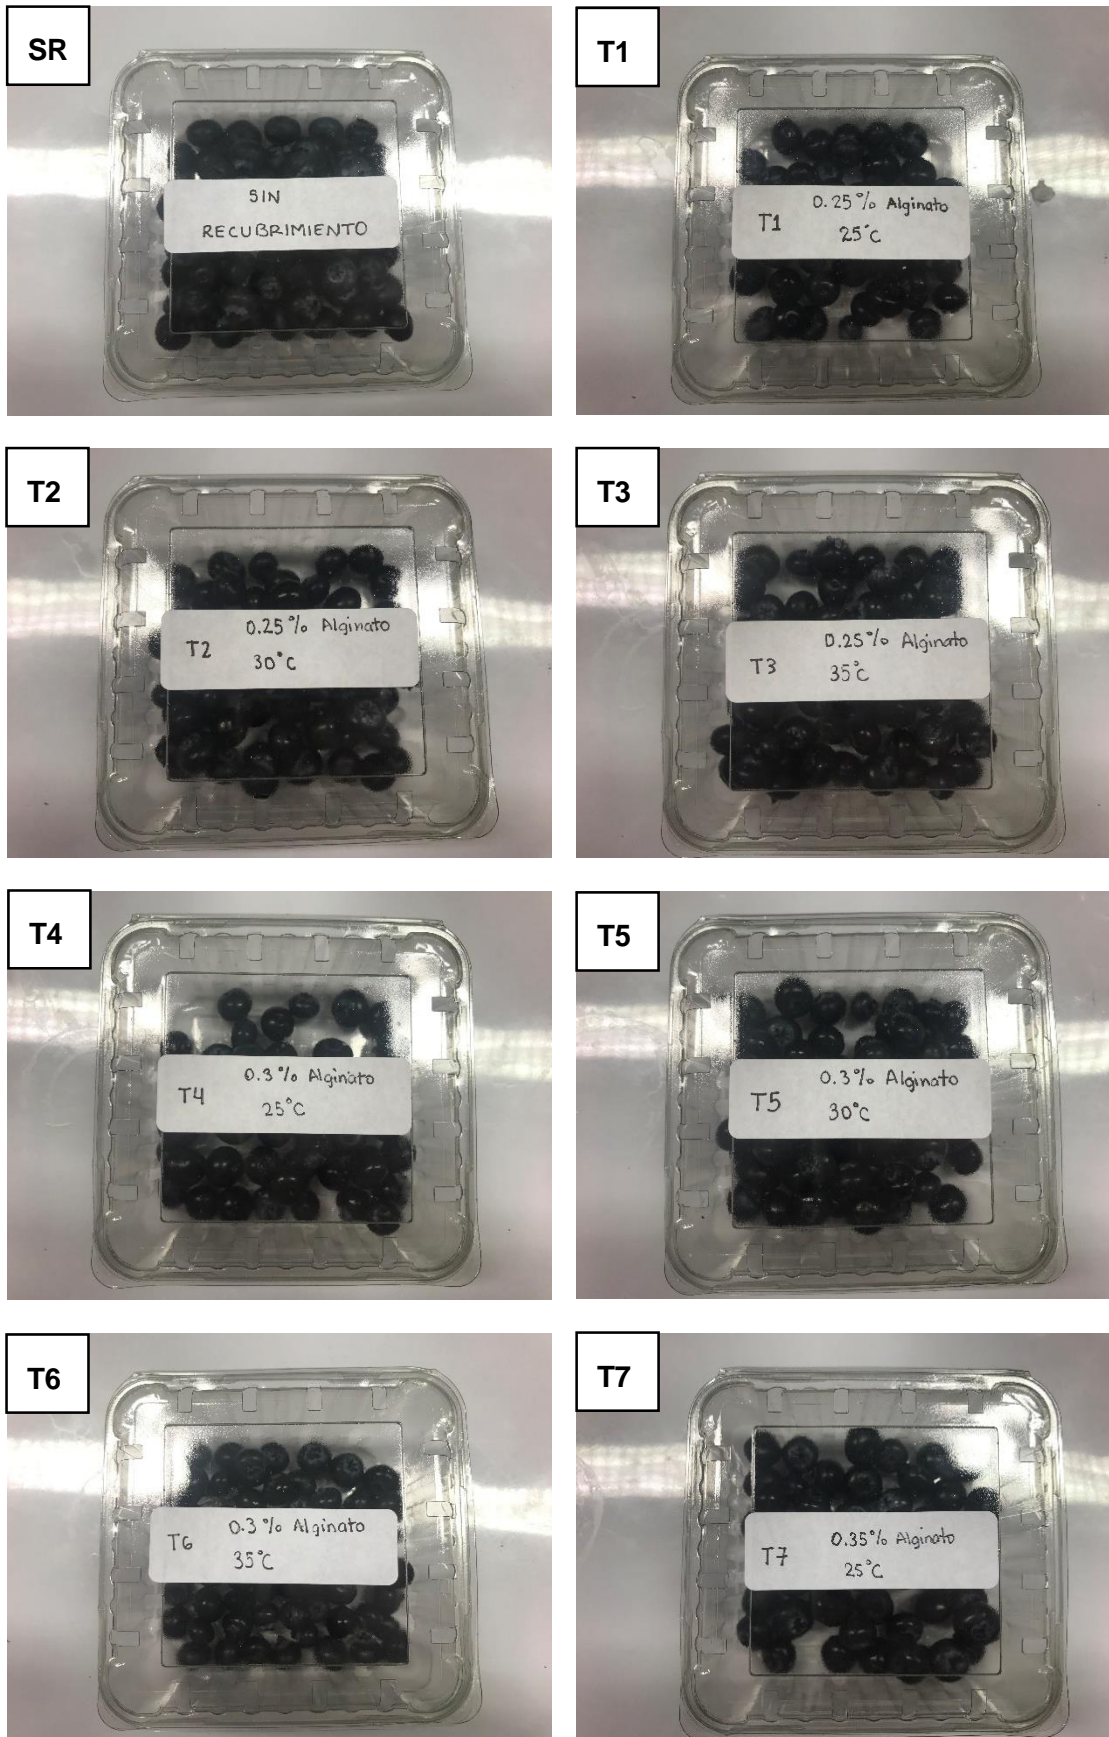 SR
SIN
RECUBRIMIENTO
T1
0.25% Alginato
T1
25°C
T2
0.25% Alginato
T2
30°C
T3
0.25% Alginato
T3
35°C
T4
0.3% Alginato
T4
25°C
T5
0.3% Alginato
T5
30°C
T6
0.3% Alginato
T6
35°C
T7
0.35% Alginato
T7
25°C